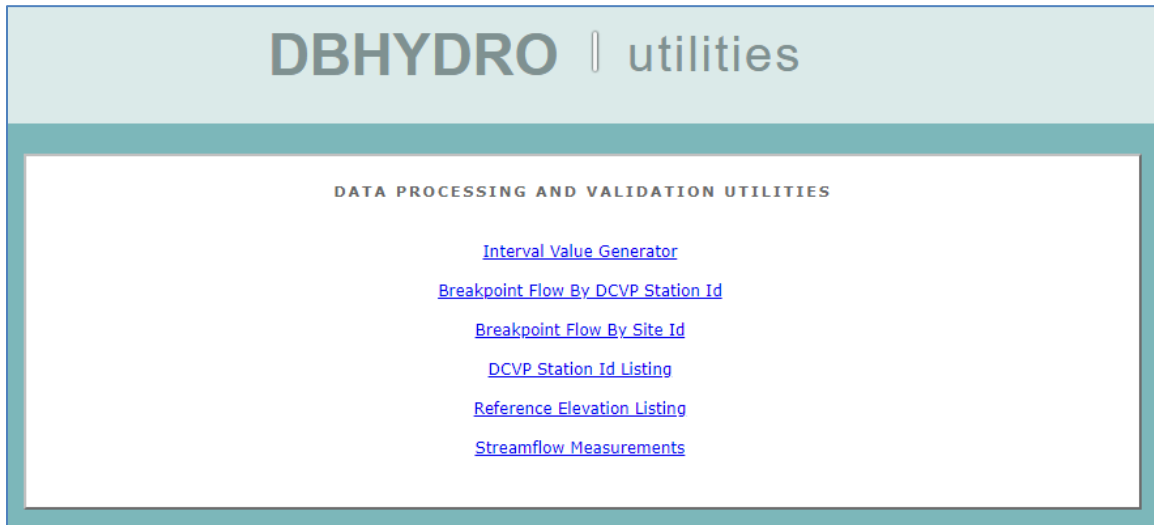 DBHYDRO | utilities
DATA PROCESSING AND VALIDATION UTILITIES
Interval Value Generator
Breakpoint Flow By DCVP Station Id
Breakpoint Flow By Site Id
DCVP Station Id Listing
Reference Elevation Listing
Streamflow Measurements